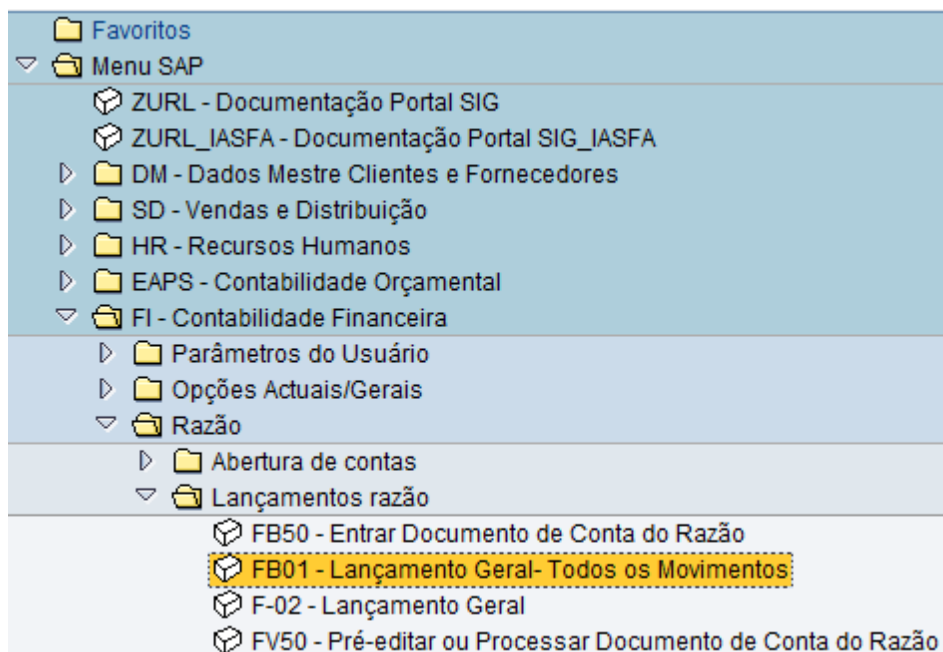 Favoritos
Menu SAP
ZURL - Documentação Portal SIG
ZURL_IASFA - Documentação Portal SIG_IASFA
DM - Dados Mestre Clientes e Fornecedores
SD - Vendas e Distribuição
HR - Recursos Humanos
EAPS - Contabilidade Orçamental
FI - Contabilidade Financeira
Parâmetros do Usuário
Opções Actuais/Gerais
Razão
Abertura de contas
Lançamentos razão
FB50 - Entrar Documento de Conta do Razão
FB01 - Lançamento Geral- Todos os Movimentos
F-02 - Lançamento Geral
FV50 - Pré-editar ou Processar Documento de Conta do Razão